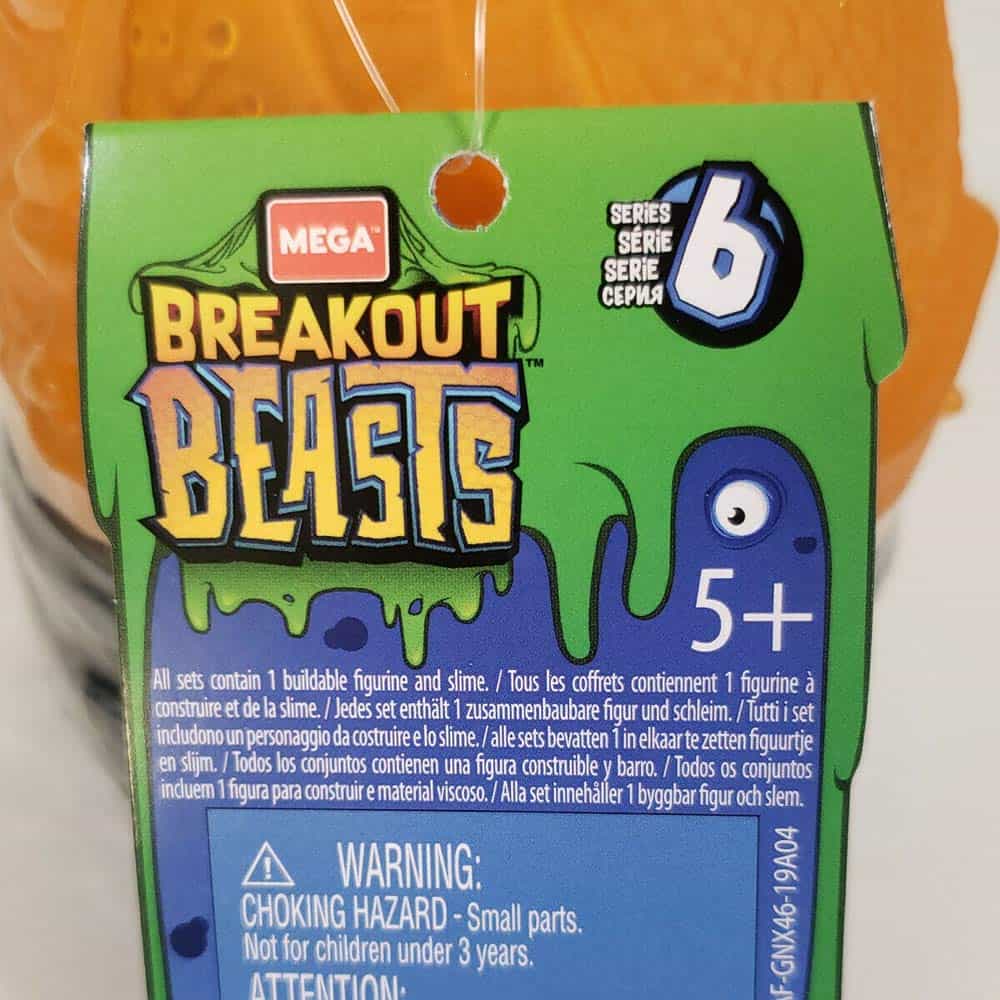 MEGA™
BREAKOUT
BEASTS™
SERIES
SÉRIE
SERIE
СЕРИЯ
6
5+
All sets contain 1 buildable figurine and slime. / Tous les coffrets contiennent 1 figurine à
construire et de la slime. / Jedes set enthält 1 zusammenbaubare figur und schleim. / Tutti i set
includono un personaggio da costruire e lo slime. / alle sets bevatten 1 in elkaar te zetten figuurtje
en slijm. / Todos los conjuntos contienen una figura construible y barro. / Todos os conjuntos
incluem 1 figura para construir e material viscoso. / Alla set innehåller 1 byggbar figur och slem.
WARNING:
CHOKING HAZARD - Small parts.
Not for children under 3 years.
ATTENTION:
AF-GNX46-19A04